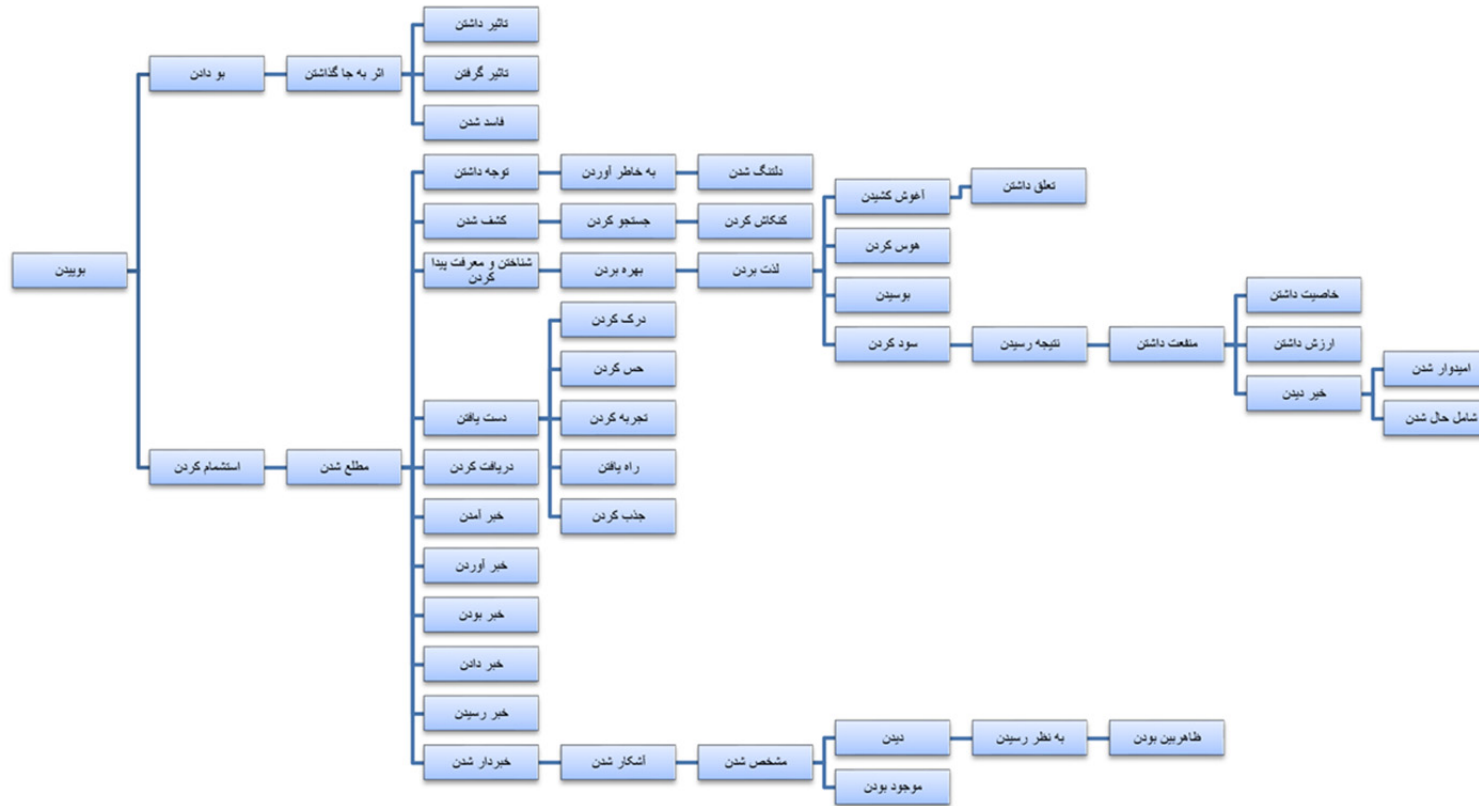 بوییدن
بو دادن
اثر به جا گذاشتن
تاثیر داشتن
تاثیر گرفتن
فاسد شدن
استشمام کردن
مطلع شدن
توجه داشتن
به خاطر آوردن
دلتنگ شدن
کشف شدن
جستجو کردن
کنکاش کردن
شناختن و معرفت پیدا
کردن
بهره بردن
لذت بردن
آغوش کشیدن
تعلق داشتن
هوس کردن
بوسیدن
سود کردن
نتیجه رسیدن
منفعت داشتن
خاصیت داشتن
ارزش داشتن
خیر دیدن
امیدوار شدن
شامل حال شدن
دست یافتن
درک کردن
حس کردن
تجربه کردن
راه یافتن
جذب کردن
دریافت کردن
خبر آمدن
خبر آوردن
خبر بودن
خبر دادن
خبر رسیدن
خبردار شدن
آشکار شدن
مشخص شدن
دیدن
به نظر رسیدن
ظاهربین بودن
موجود بودن